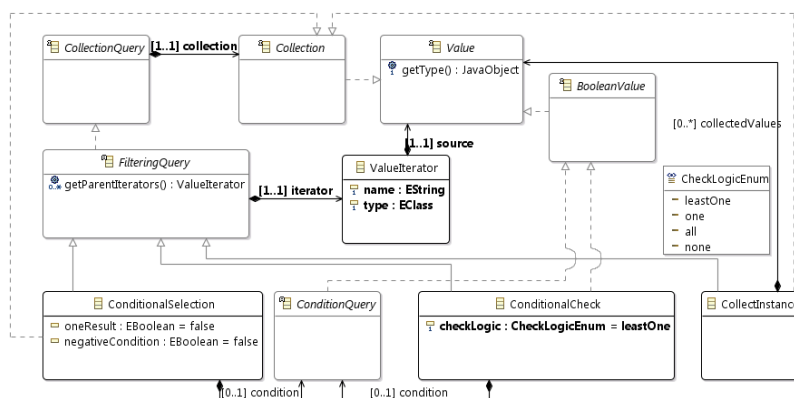 CollectionQuery
[1..1] collection
Collection
Value
getType() : JavaObject
BooleanValue
[0..*] collectedValues
[1..1] source
FilteringQuery
getParentIterators() : ValueIterator
0..*
[1..1] iterator
ValueIterator
name : EString
type : EClass
CheckLogicEnum
leastOne
one
all
none
ConditionalSelection
oneResult : EBoolean = false
negativeCondition : EBoolean = false
ConditionQuery
ConditionalCheck
checkLogic : CheckLogicEnum = leastOne
CollectInstanc
[0..1] condition
[0..1] condition